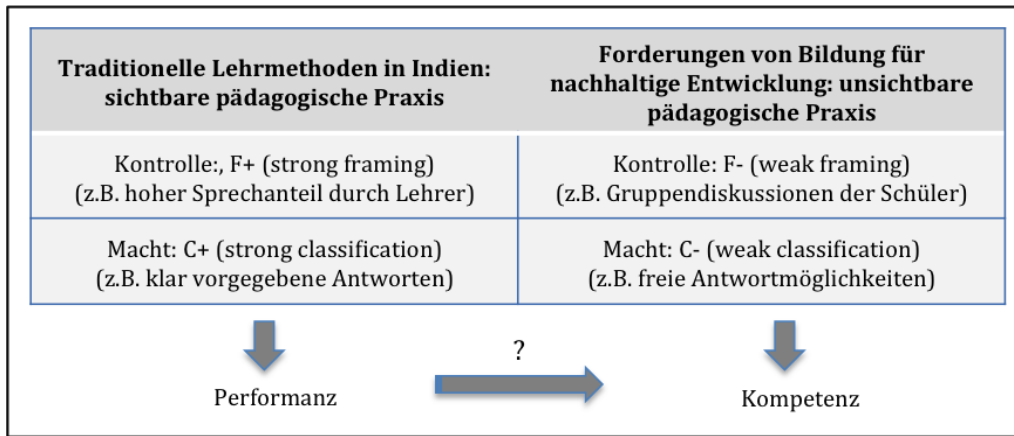 Traditionelle Lehrmethoden in Indien:
sichtbare pädagogische Praxis
Forderungen von Bildung für
nachhaltige Entwicklung: unsichtbare
pädagogische Praxis
Kontrolle:, F+ (strong framing)
(z.B. hoher Sprechanteil durch Lehrer)
Kontrolle: F- (weak framing)
(z.B. Gruppendiskussionen der Schüler)
Macht: C+ (strong classification)
(z.B. klar vorgegebene Antworten)
Macht: C- (weak classification)
(z.B. freie Antwortmöglichkeiten)
?
Performanz
Kompetenz